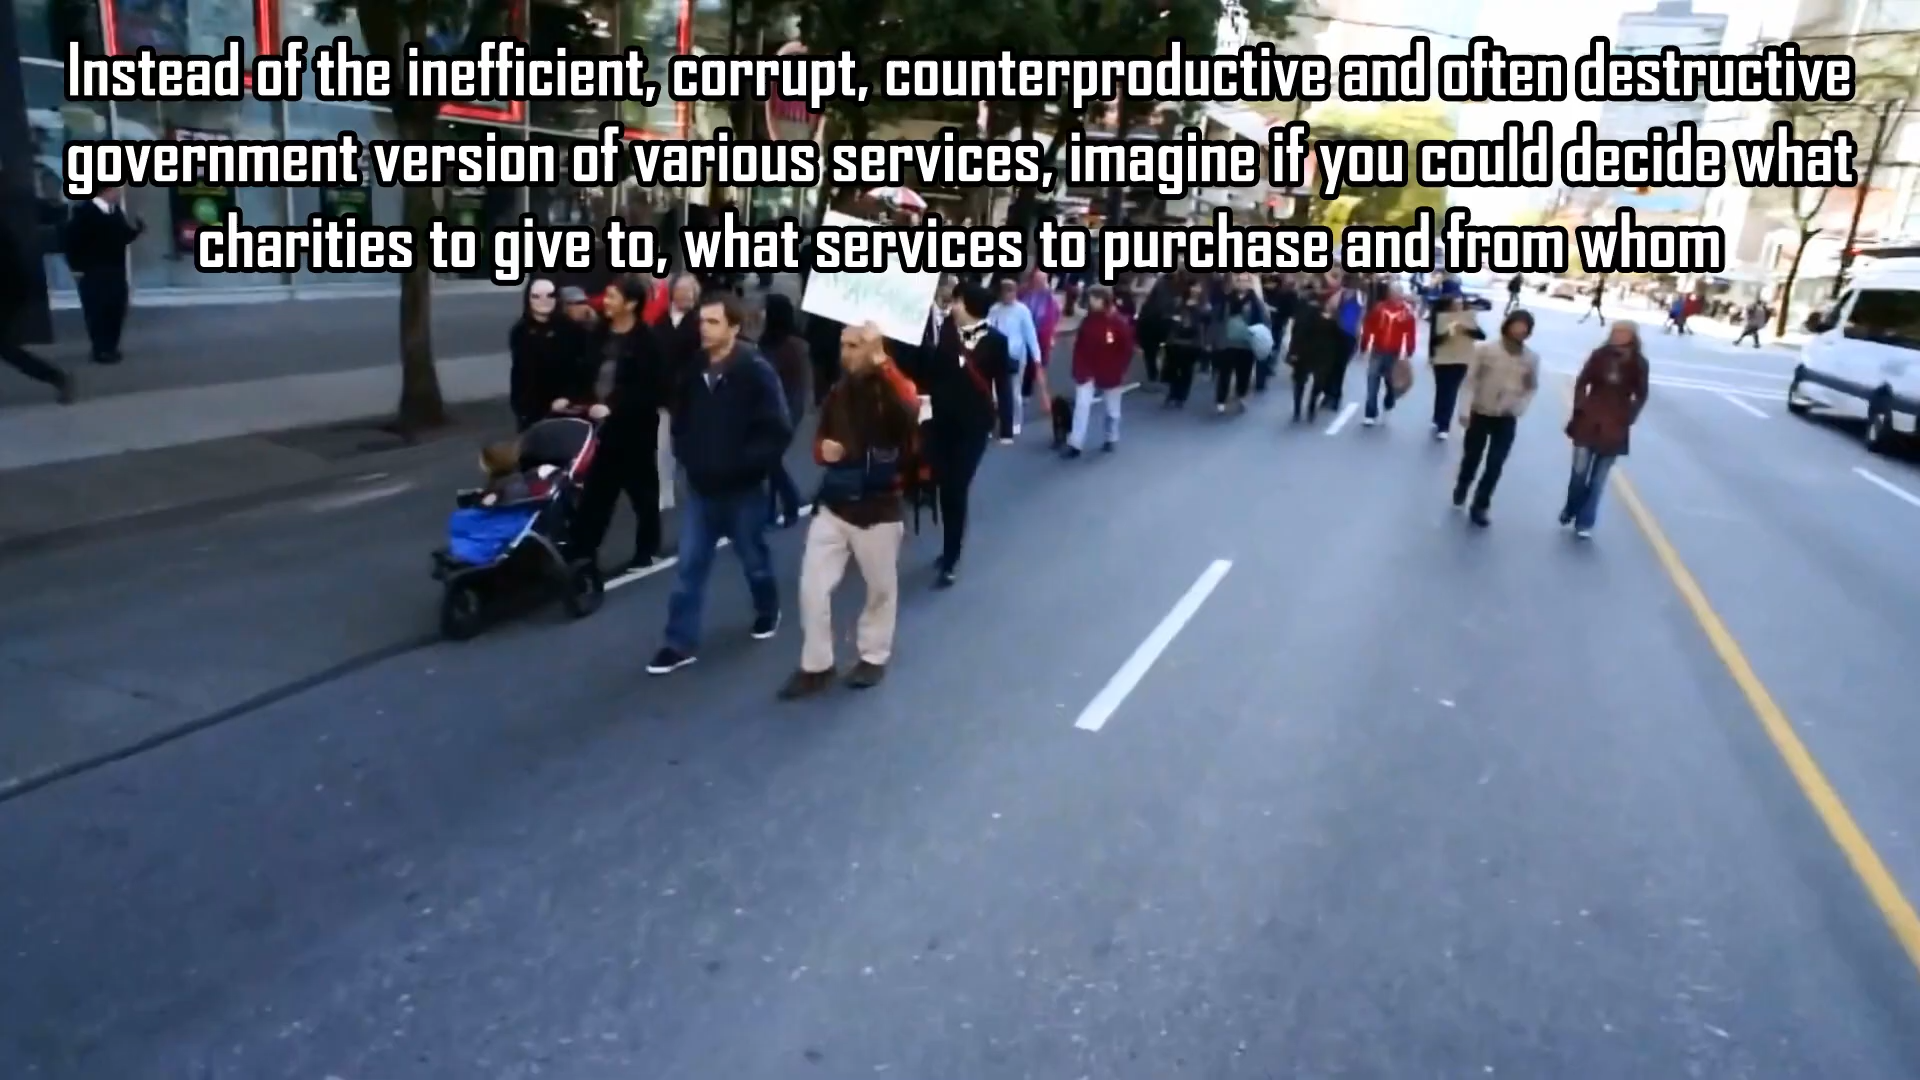 Instead of the inefficient, corrupt, counterproductive and often destructive
government version of various services, imagine if you could decide what
charities to give to, what services to purchase and from whom